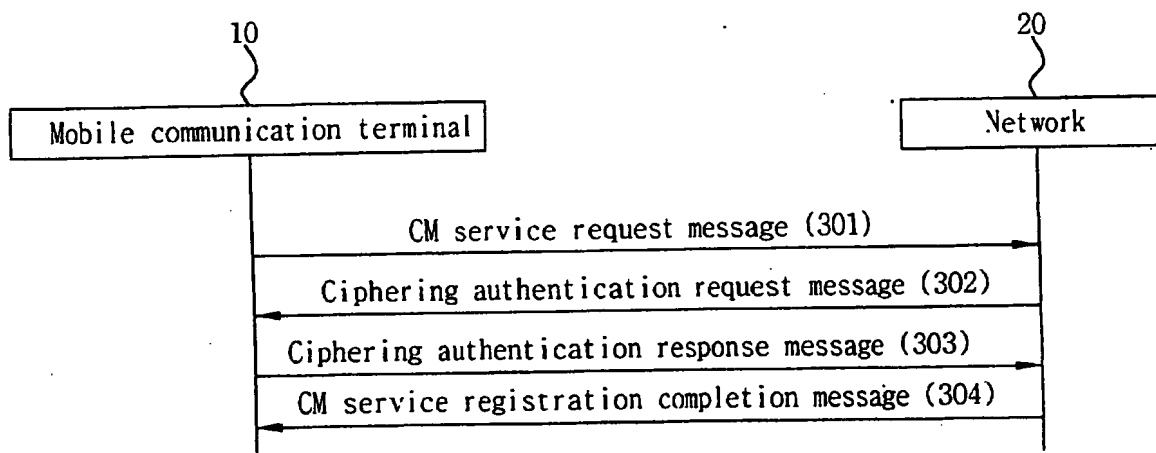 10
20
Mobile communication terminal
Network
CM service request message (301)
Ciphering authentication request message (302)
Ciphering authentication response message (303)
CM service registration completion message (304)